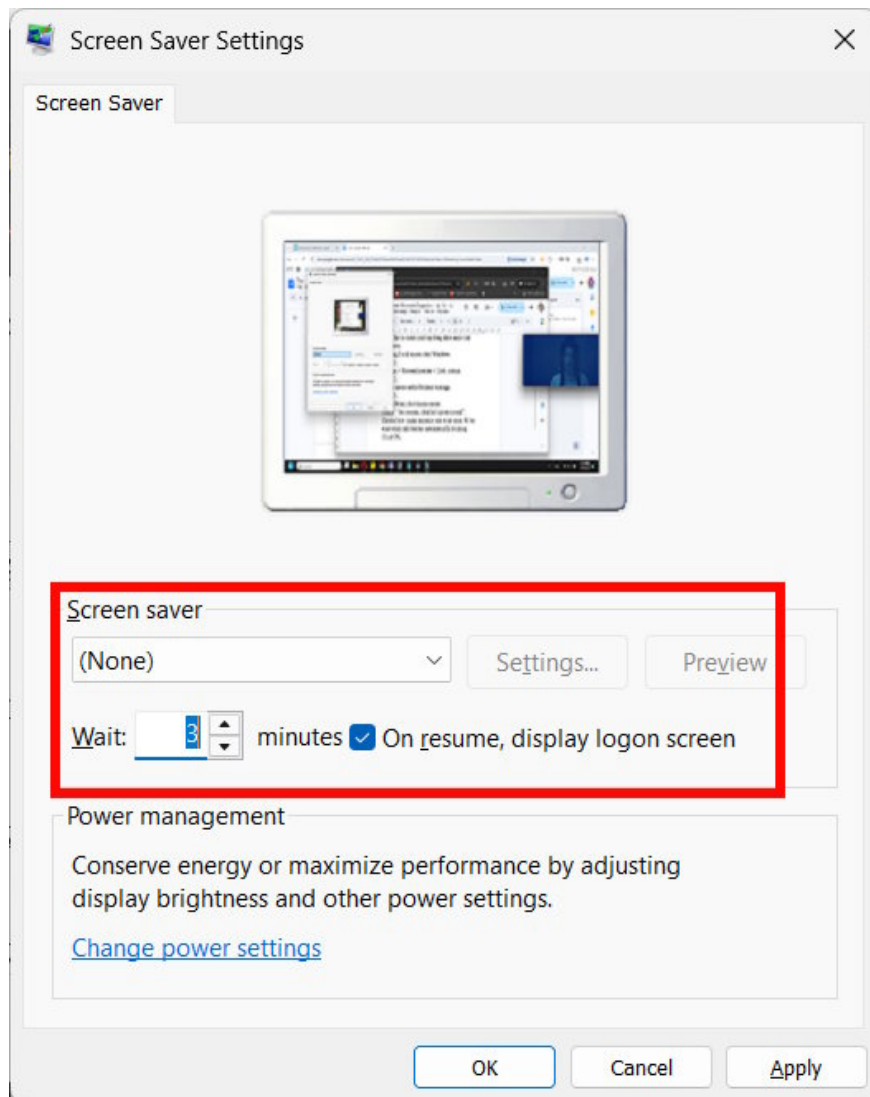 Screen Saver Settings
Screen Saver
Screen saver
(None)
Settings...
Preview
Wait: 3 minutes On resume, display logon screen
Power management
Conserve energy or maximize performance by adjusting
display brightness and other power settings.
Change power settings
OK
Cancel
Apply